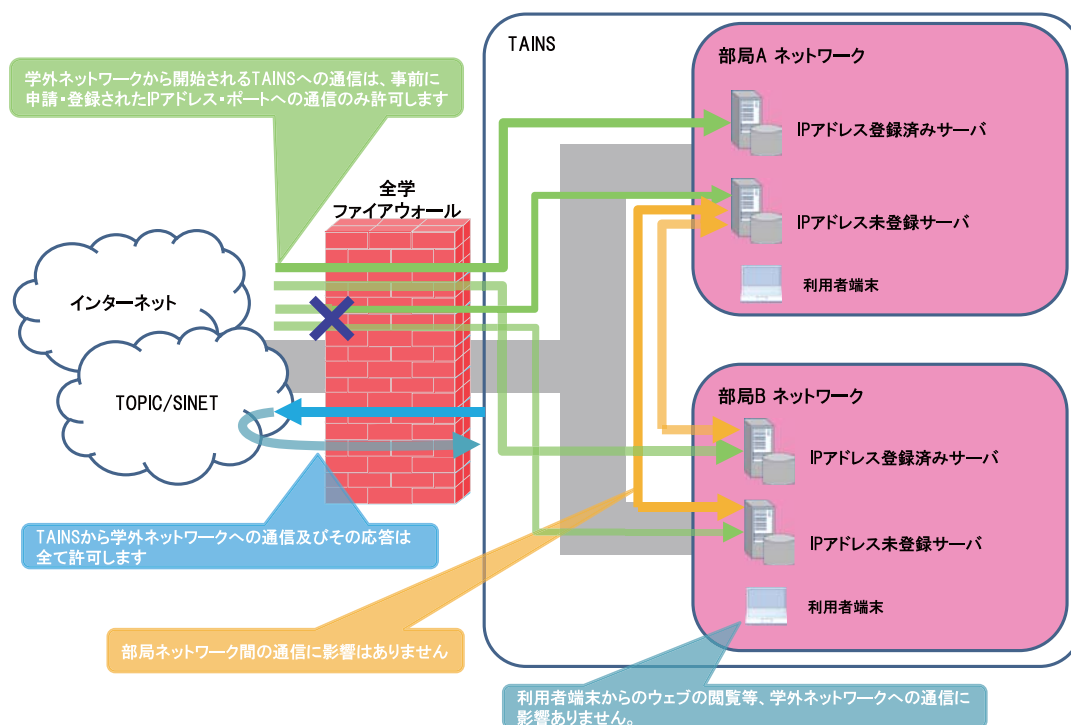 TAINS
部局A ネットワーク
学外ネットワークから開始されるTAINSへの通信は、事前に
申請・登録されたIPアドレス・ポートへの通信のみ許可します
IPアドレス登録済みサーバ
全学
ファイアウォール
IPアドレス未登録サーバ
利用者端末
インターネット
TOPIC/SINET
部局B ネットワーク
IPアドレス登録済みサーバ
TAINSから学外ネットワークへの通信及びその応答は
全て許可します
IPアドレス未登録サーバ
利用者端末
部局ネットワーク間の通信に影響はありません
利用者端末からのウェブの閲覧等、学外ネットワークへの通信に
影響ありません。